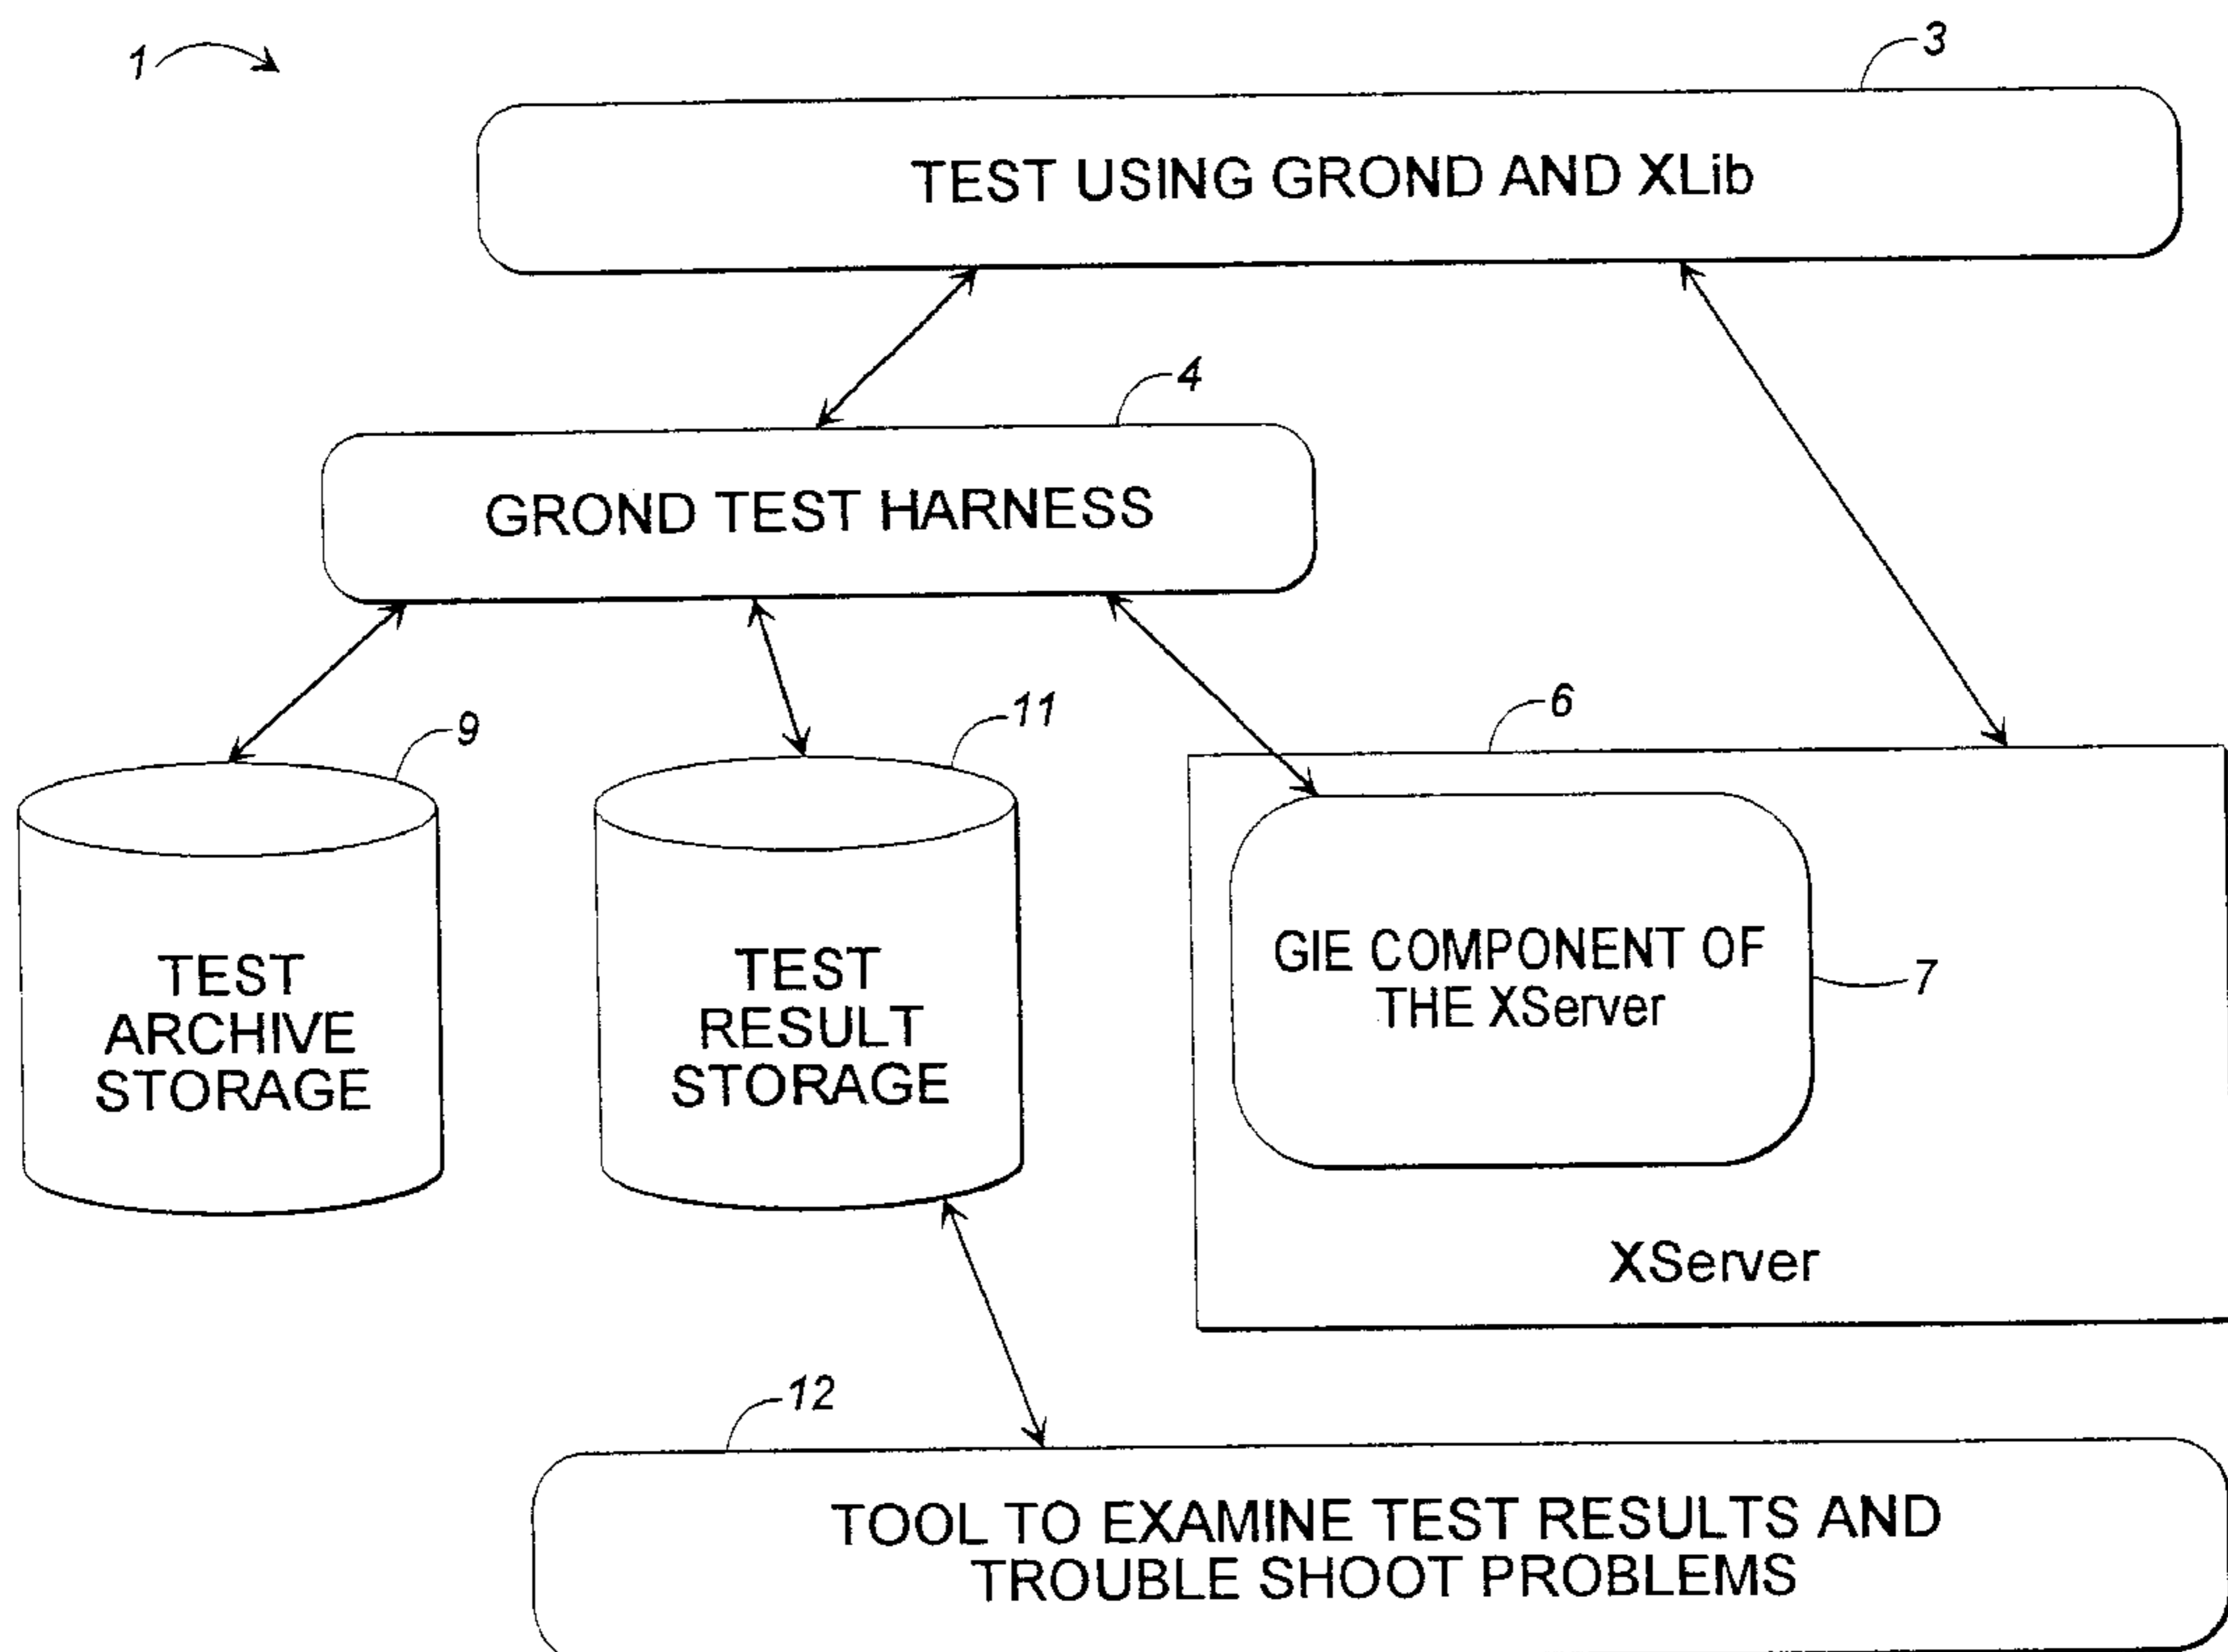 1
3
TEST USING GROND AND XLib
4
GROND TEST HARNESS
9
11
6
TEST
ARCHIVE
STORAGE
TEST
RESULT
STORAGE
GIE COMPONENT OF
THE XServer
7
XServer
12
TOOL TO EXAMINE TEST RESULTS AND
TROUBLE SHOOT PROBLEMS